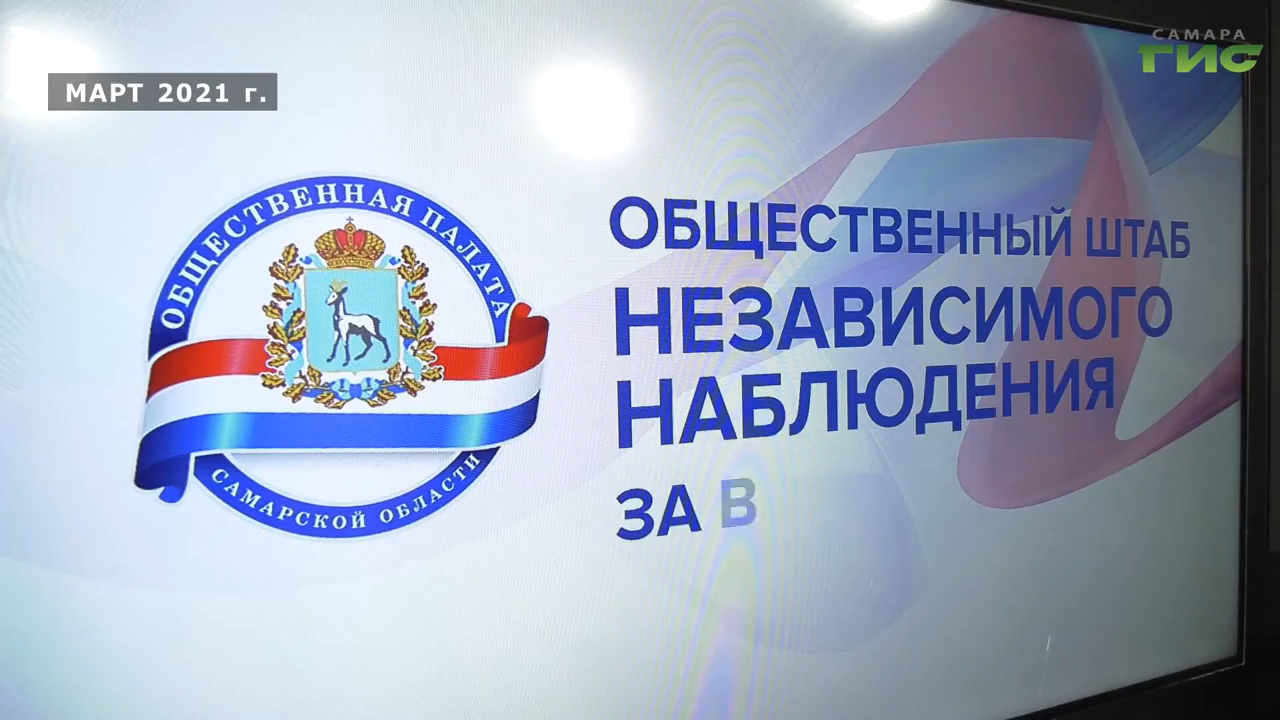 САМАРА
ГИС
МАРТ 2021 г.
ОБЩЕСТВЕННАЯ ПАЛАТА
САМАРСКОЙ ОБЛАСТИ
ОБЩЕСТВЕННЫЙ ШТАБ
НЕЗАВИСИМОГО
НАБЛЮДЕНИЯ
ЗА В